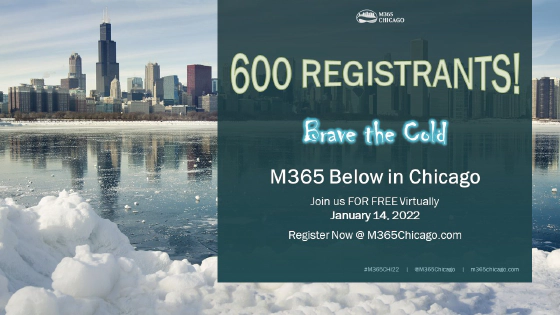 M365
CHICAGO
600 REGISTRANTS!
Brave the Cold
M365 Below in Chicago
Join us FOR FREE Virtually
January 14, 2022
Register Now @ M365Chicago.com
#M365CHI22 | @M365Chicago | m365chicago.com